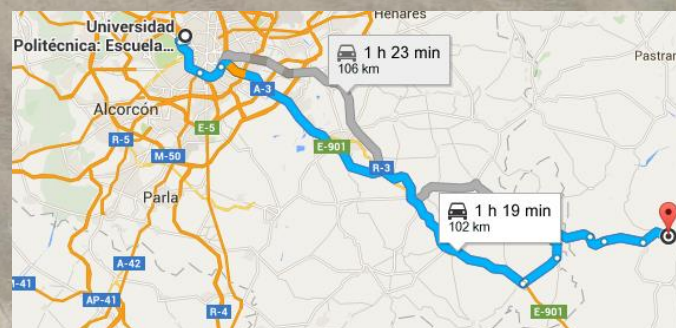 Universidad
Politécnica: Escuela...
Henares
1 h 23 min
106 km
Pastran
A-3
Alcorcón
E-5
R-5
E-901
M-50
R-3
Parla
1 h 19 min
102 km
A-42
M-41
AP-41
R-4
E-901